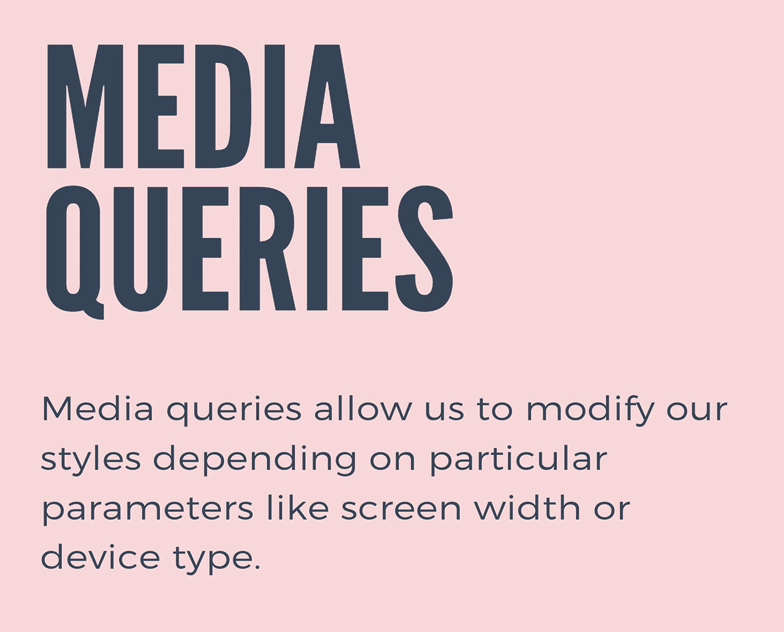 MEDIA
QUERIES
Media queries allow us to modify our
styles depending on particular
parameters like screen width or
device type.